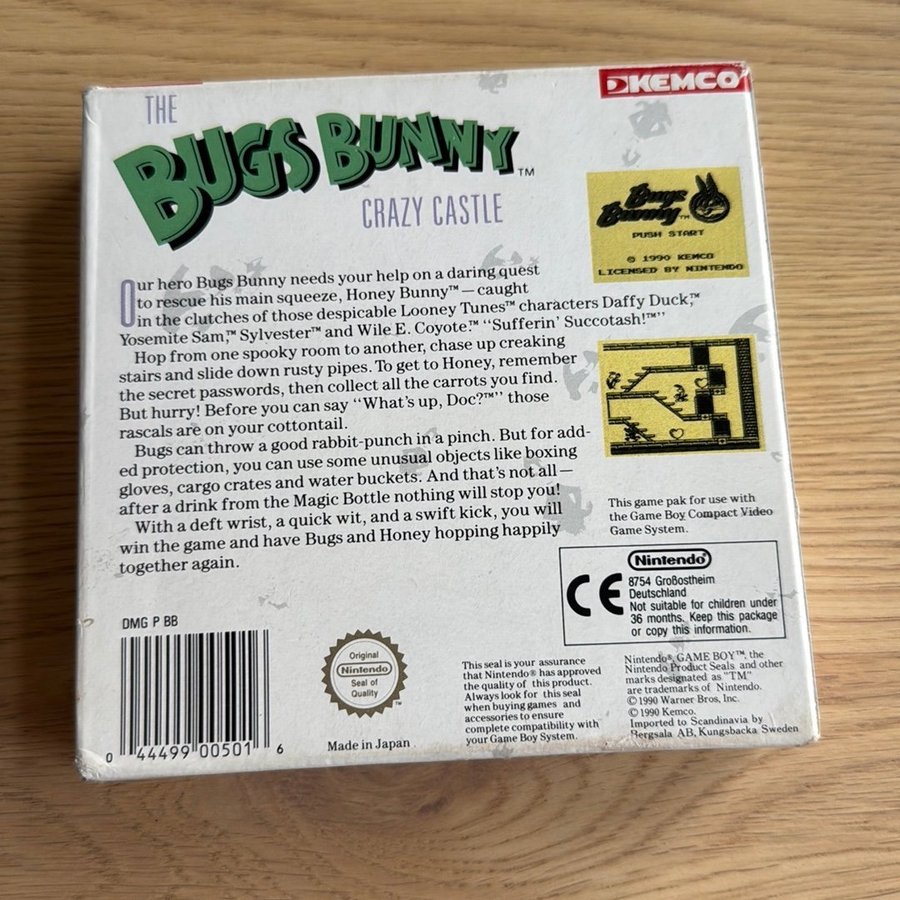 KEMCO
THE
BUGS BUNNY™
CRAZY CASTLE
Bugs
Bunny™
PUSH START
© 1990 KEMCO
LICENSED BY NINTENDO
Our hero Bugs Bunny needs your help on a daring quest
to rescue his main squeeze, Honey Bunny™ — caught
in the clutches of those despicable Looney Tunes™ characters Daffy Duck,™
Yosemite Sam,™ Sylvester™ and Wile E. Coyote.™ "Sufferin' Succotash!™"
Hop from one spooky room to another, chase up creaking
stairs and slide down rusty pipes. To get to Honey, remember
the secret passwords, then collect all the carrots you find.
But hurry! Before you can say "What's up, Doc?™" those
rascals are on your cottontail.
Bugs can throw a good rabbit-punch in a pinch. But for add-
ed protection, you can use some unusual objects like boxing
gloves, cargo crates and water buckets. And that's not all —
after a drink from the Magic Bottle nothing will stop you!
With a deft wrist, a quick wit, and a swift kick, you will
win the game and have Bugs and Honey hopping happily
together again.
This game pak for use with
the Game Boy Compact Video
Game System.
CE
Nintendo®
8754 Großostheim
Deutschland
Not suitable for children under
36 months. Keep this package
or copy this information.
DMG P BB
0 44499 00501 6
Original
Nintendo®
Seal of
Quality
™
Made in Japan
This seal is your assurance
that Nintendo® has approved
the quality of this product.
Always look for this seal
when buying games and
accessories to ensure
complete compatibility with
your Game Boy System.
Nintendo®, GAME BOY™, the
Nintendo Product Seals and other
marks designated as "TM"
are trademarks of Nintendo.
© 1990 Warner Bros, Inc.
© 1990 Kemco.
Imported to Scandinavia by
Bergsala AB, Kungsbacka Sweden